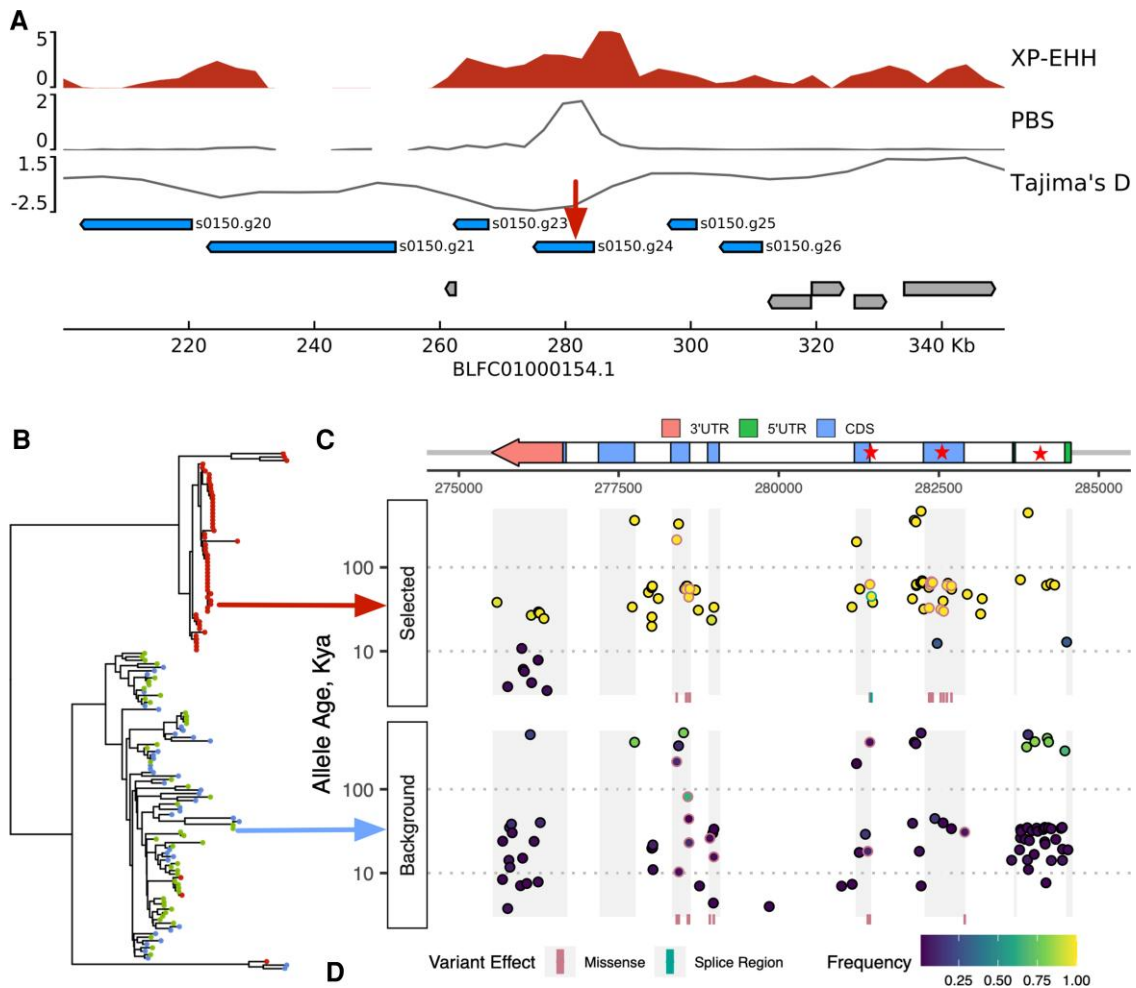 A
5
0
XP-EHH
2
0
PBS
1.5
-2.5
Tajima's D
s0150.g20
s0150.g23
s0150.g25
s0150.g21
s0150.g24
s0150.g26
220
240
260
280
300
320
340 Kb
BLFC01000154.1
B
C
3'UTR
5'UTR
CDS
275000
277500
280000
282500
285000
Allele Age, Kya
Selected
100
10
Background
100
10
D
Variant Effect
Missense
Splice Region
Frequency
0.25
0.50
0.75
1.00